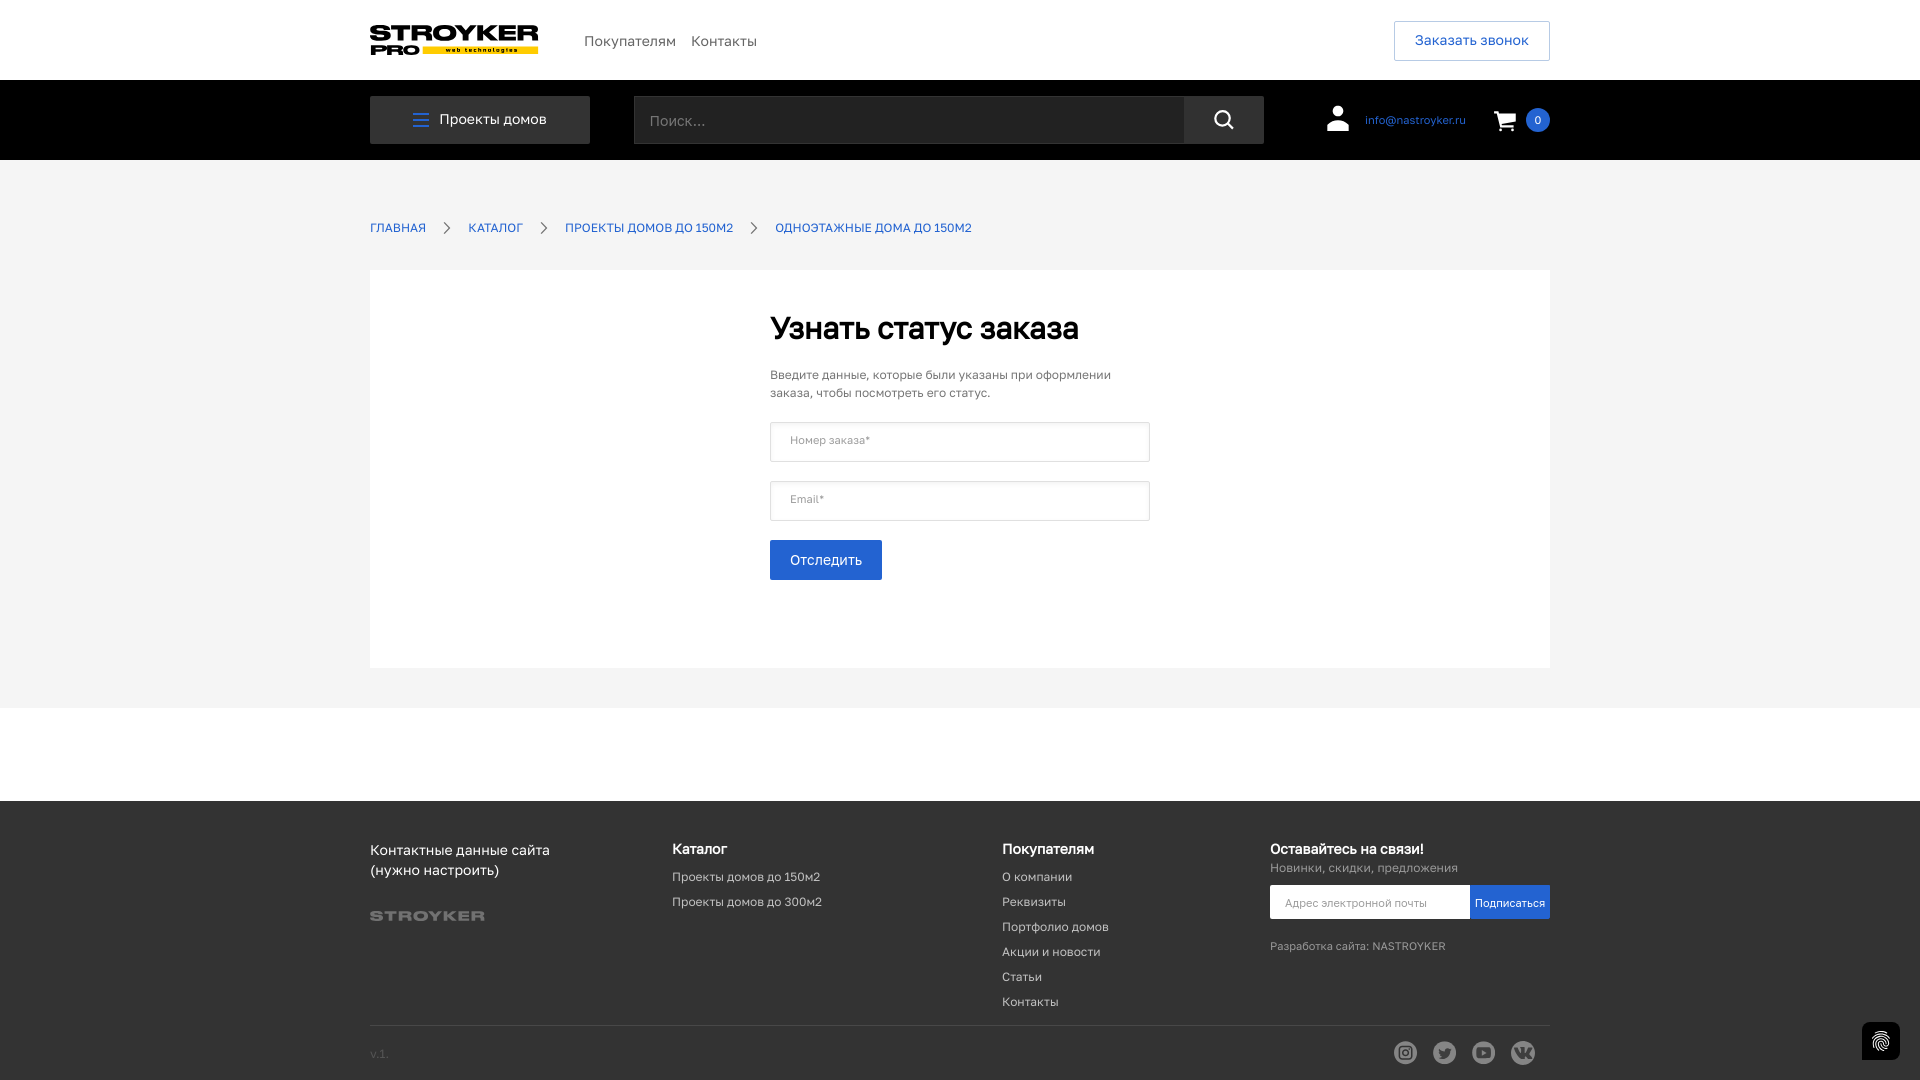 STROYKER
PRO web technologies
Покупателям Контакты
Заказать звонок
Проекты домов
Поиск...
info@nastroyker.ru
0
ГЛАВНАЯ КАТАЛОГ ПРОЕКТЫ ДОМОВ ДО 150М2 ОДНОЭТАЖНЫЕ ДОМА ДО 150М2
Узнать статус заказа
Введите данные, которые были указаны при оформлении
заказа, чтобы посмотреть его статус.
Номер заказа*
Email*
Отследить
Контактные данные сайта
(нужно настроить)
STROYKER
Каталог
Проекты домов до 150м2
Проекты домов до 300м2
Покупателям
О компании
Реквизиты
Портфолио домов
Акции и новости
Статьи
Контакты
Оставайтесь на связи!
Новинки, скидки, предложения
Адрес электронной почты
Подписаться
Разработка сайта: NASTROYKER
v.1.